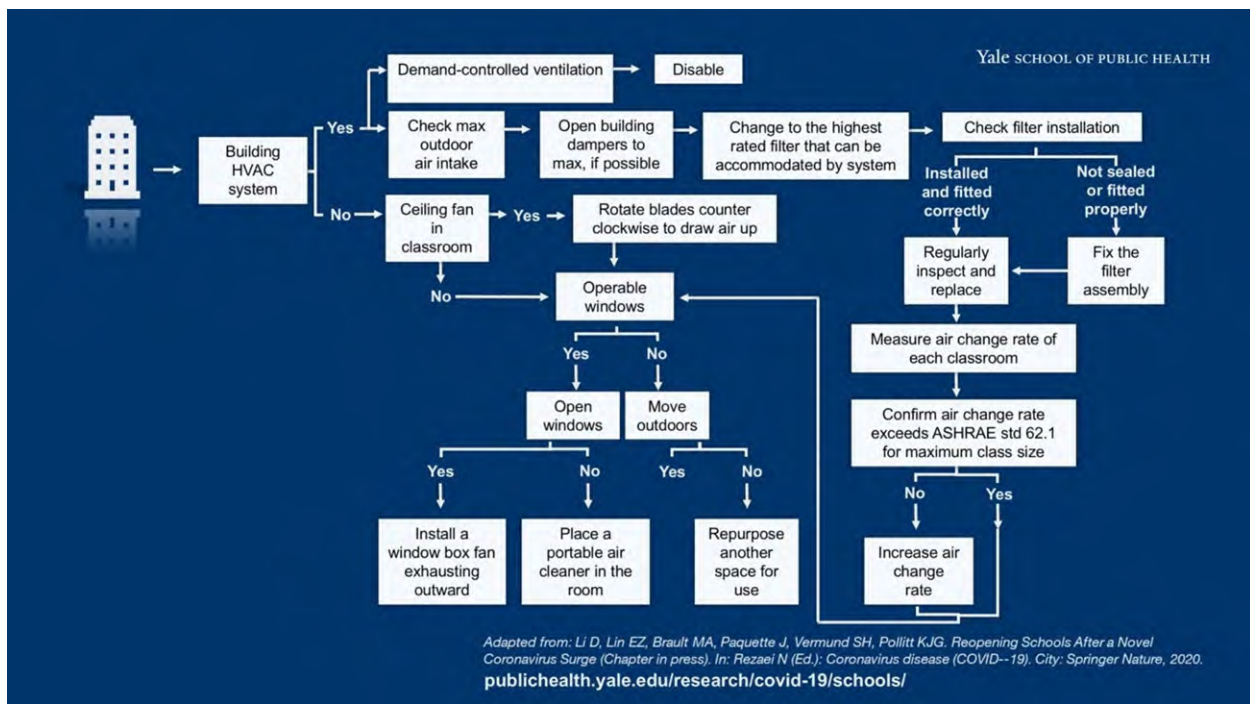 Yale SCHOOL OF PUBLIC HEALTH
Demand-controlled ventilation
Disable
Yes
Check max
outdoor
air intake
Open building
dampers to
max, if possible
Change to the highest
rated filter that can be
accommodated by system
Check filter installation
Building
HVAC
system
Installed
and fitted
correctly
Not sealed
or fitted
properly
No
Ceiling fan
in
classroom
Yes
Rotate blades counter
clockwise to draw air up
Regularly
inspect and
replace
Fix the
filter
assembly
No
Operable
windows
Measure air change rate of
each classroom
Yes
No
Open
windows
Move
outdoors
Confirm air change rate
exceeds ASHRAE std 62.1
for maximum class size
Yes
No
Yes
No
No
Yes
Install a
window box fan
exhausting
outward
Place a
portable air
cleaner in the
room
Repurpose
another
space for
use
Increase air
change
rate
Adapted from: Li D, Lin EZ, Brault MA, Paquette J, Vermund SH, Pollitt KJG. Reopening Schools After a Novel
Coronavirus Surge (Chapter in press). In: Rezaei N (Ed.): Coronavirus disease (COVID--19). City: Springer Nature, 2020.
publichealth.yale.edu/research/covid-19/schools/